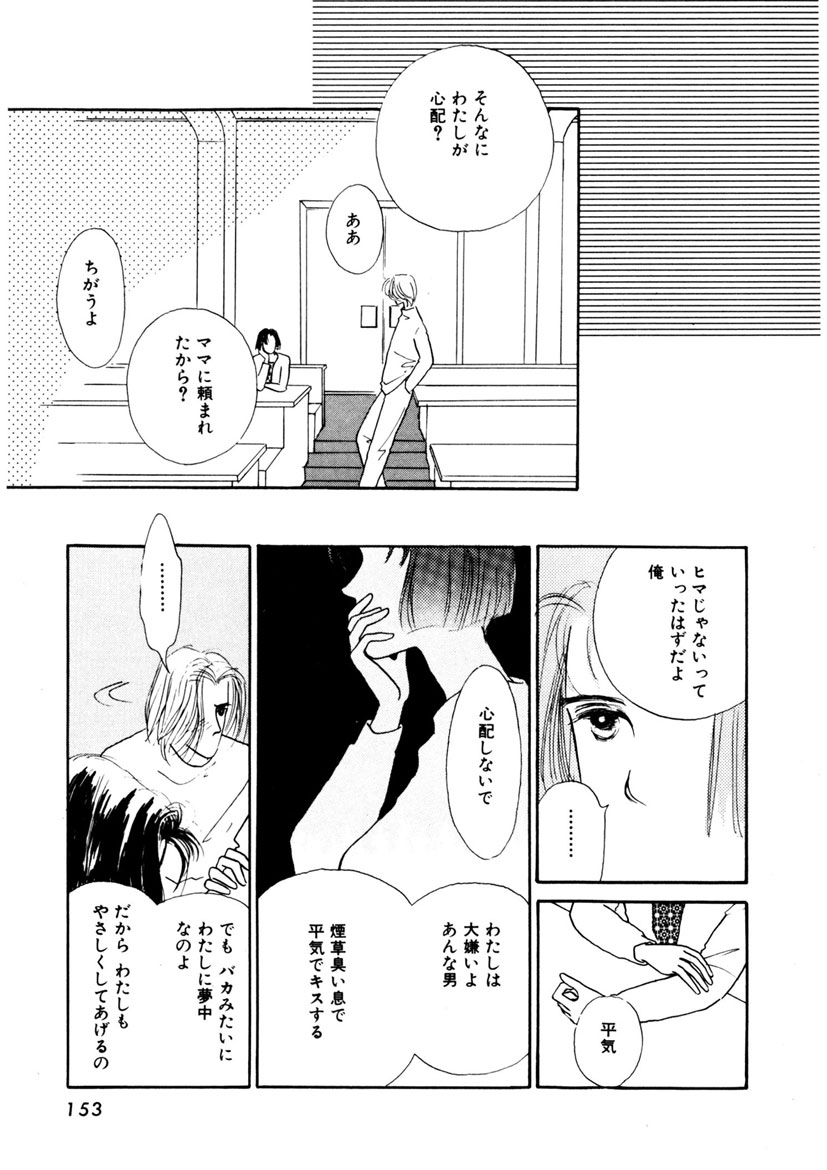 そんなに
わたしが
心配？
ああ
ママに頼まれ
たから？
ちがうよ
ヒマじゃないって
いったはずだよ
俺
………
平気
心配しないで
わたしは
大嫌いよ
あんな男
煙草臭い息で
平気でキスする
………
でも バカみたいに
わたしに夢中
なのよ
だから わたしも
やさしくしてあげるの
153